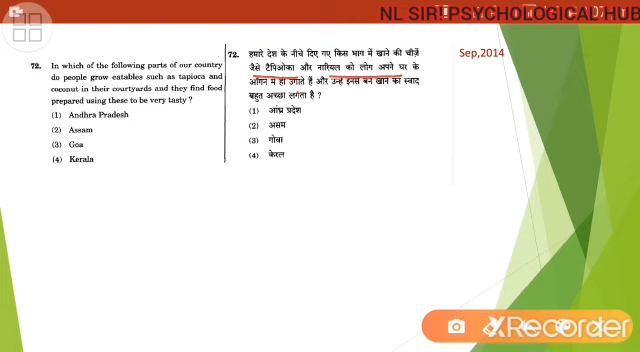 NL SIR!!PSYCHOLOGICAL HUB
72. In which of the following parts of our country
do people grow eatables such as tapioca and
coconut in their courtyards and they find food
prepared using these to be very tasty ?
(1) Andhra Pradesh
(2) Assam
(3) Goa
(4) Kerala
72. हमारे देश के नीचे दिए गए किस भाग में खाने की चीज़ें
जैसे टैपिओका और नारियल को लोग अपने घर के
आँगन में ही उगाते हैं और उन्हें इनसे बने खाने का स्वाद
बहुत अच्छा लगता है ?
(1) आंध्र प्रदेश
(2) असम
(3) गोवा
(4) केरल
Sep,2014
XRecorder